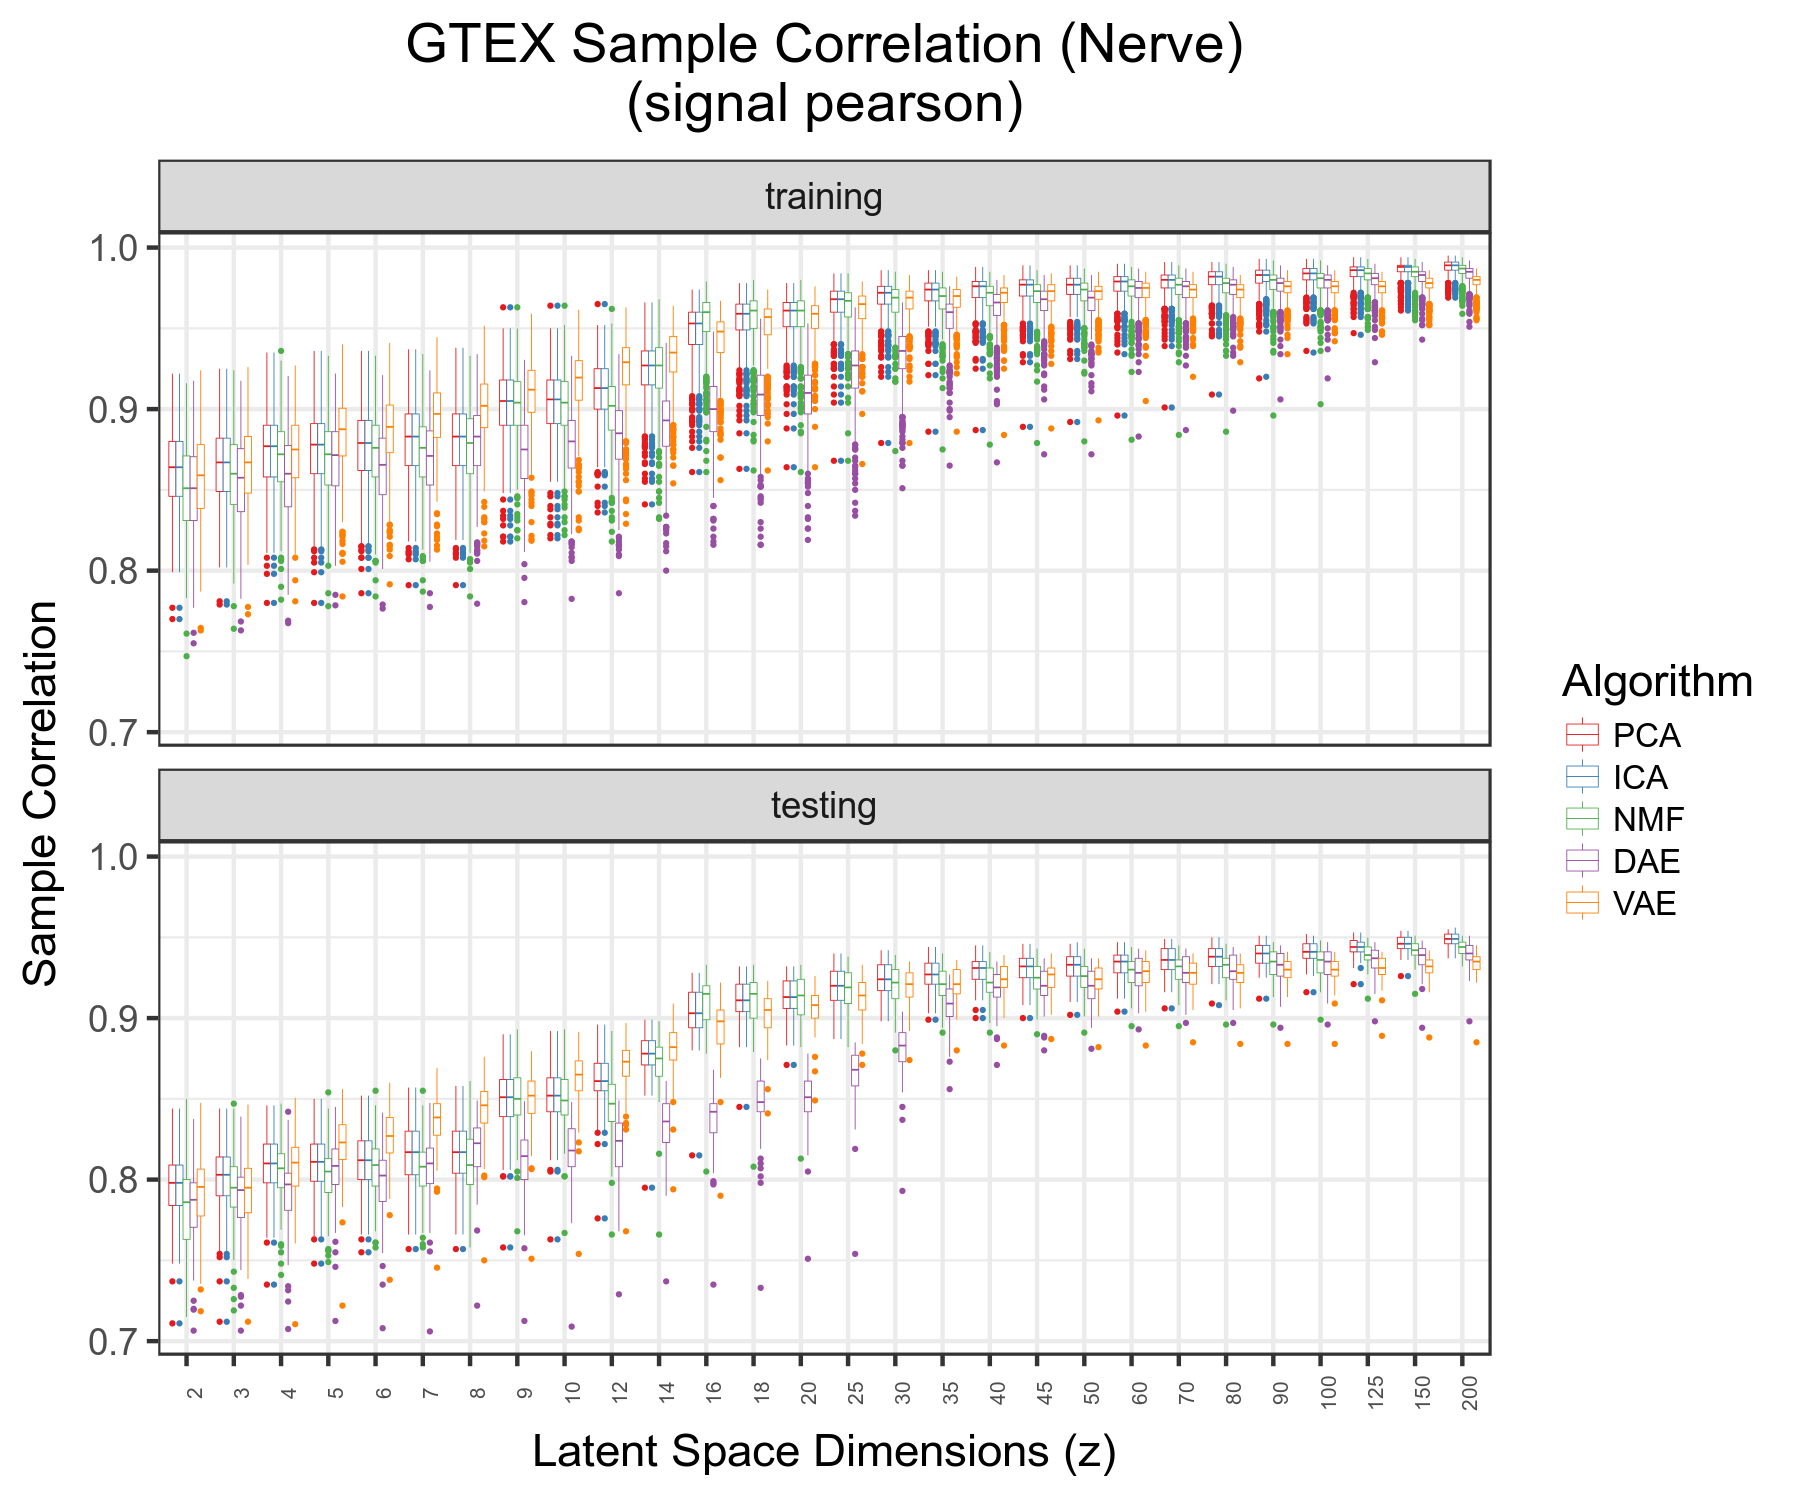 GTEX Sample Correlation (Nerve)
(signal pearson)
training
1.0
0.9
0.8
0.7
Sample Correlation
testing
1.0
0.9
0.8
0.7
2 3 4 5 6 7 8 9 10 12 14 16 18 20 25 30 35 40 45 50 60 70 80 90 100 125 150 200
Latent Space Dimensions (z)
Algorithm
PCA
ICA
NMF
DAE
VAE